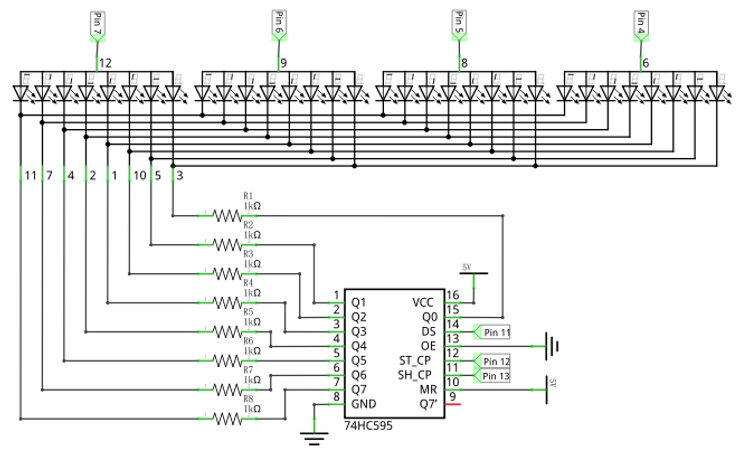 Pin 7
Pin 6
Pin 5
Pin 4
12
9
8
6
11 7 4 2 1 10 5 3
R1
1kΩ
R2
1kΩ
R3
1kΩ
R4
1kΩ
R5
1kΩ
R6
1kΩ
R7
1kΩ
R8
1kΩ
5V
1 Q1 VCC 16
2 Q2 Q0 15
3 Q3 DS 14 Pin 11
4 Q4 OE 13
5 Q5 ST_CP 12 Pin 12
6 Q6 SH_CP 11 Pin 13
7 Q7 MR 10 5V
8 GND Q7' 9
74HC595